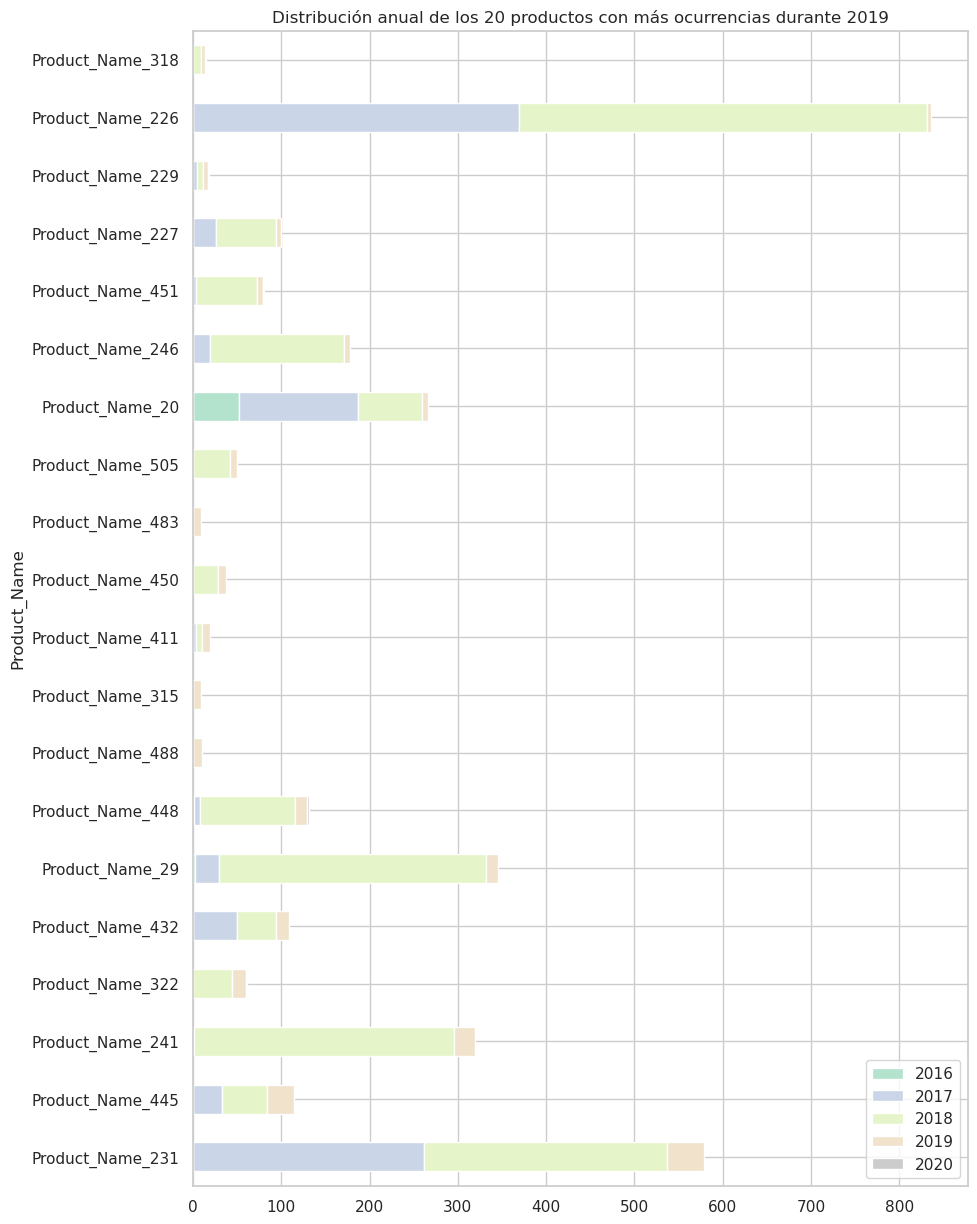 Distribución anual de los 20 productos con más ocurrencias durante 2019
Product_Name
Product_Name_318
Product_Name_226
Product_Name_229
Product_Name_227
Product_Name_451
Product_Name_246
Product_Name_20
Product_Name_505
Product_Name_483
Product_Name_450
Product_Name_411
Product_Name_315
Product_Name_488
Product_Name_448
Product_Name_29
Product_Name_432
Product_Name_322
Product_Name_241
Product_Name_445
Product_Name_231
2016
2017
2018
2019
2020
0 100 200 300 400 500 600 700 800